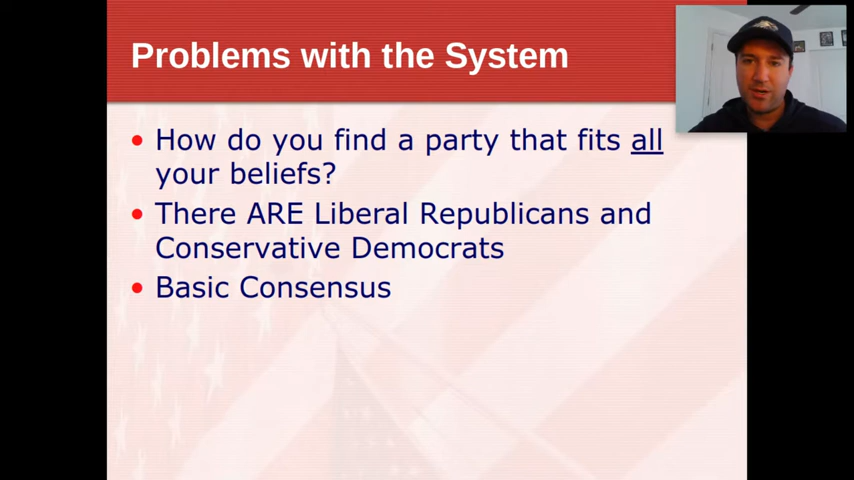 Problems with the System
• How do you find a party that fits all
your beliefs?
• There ARE Liberal Republicans and
Conservative Democrats
• Basic Consensus